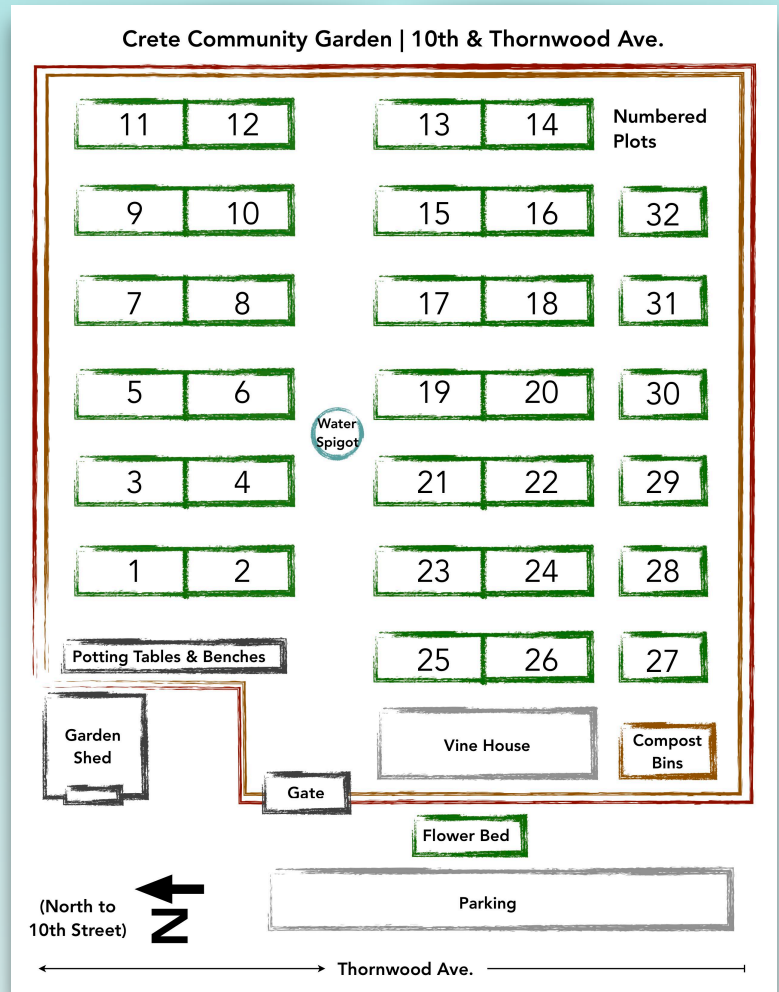 Crete Community Garden | 10th & Thornwood Ave.
11 12 13 14 Numbered
Plots
9 10 15 16 32
7 8 17 18 31
5 6 19 20 30
Water
Spigot
3 4 21 22 29
1 2 23 24 28
Potting Tables & Benches 25 26 27
Garden
Shed
Vine House
Compost
Bins
Gate
Flower Bed
(North to
10th Street)
N
Parking
Thornwood Ave.